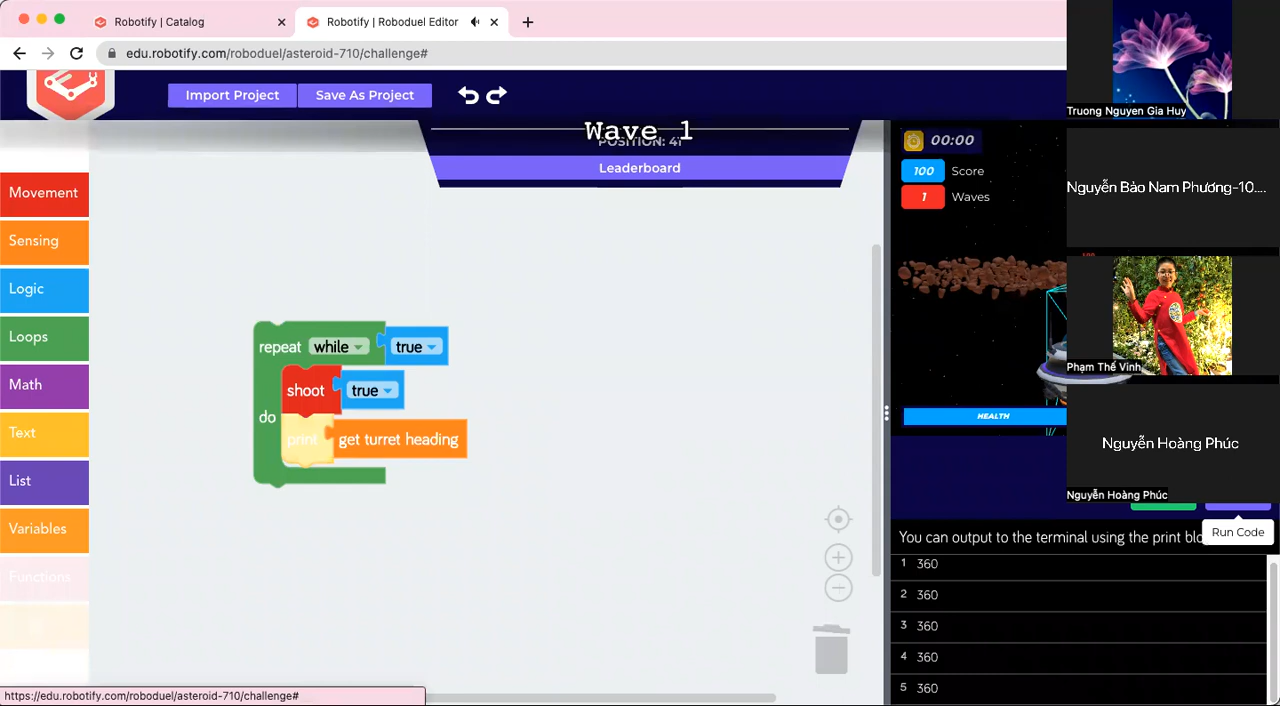 Robotify | Catalog
Robotify | Roboduel Editor
edu.robotify.com/roboduel/asteroid-710/challenge#
Import Project
Save As Project
Wave 1
POSITION: 41
Leaderboard
Movement
Sensing
Logic
Loops
Math
Text
List
Variables
Functions
repeat while true
shoot true
do
print get turret heading
00:00
100 Score
1 Waves
HEALTH
Truong Nguyen Gia Huy
Nguyễn Bảo Nam Phương-10....
Phạm Thế Vinh
Nguyễn Hoàng Phúc
Nguyễn Hoàng Phúc
Run Code
You can output to the terminal using the print
1 360
2 360
3 360
4 360
5 360
https://edu.robotify.com/roboduel/asteroid-710/challenge#